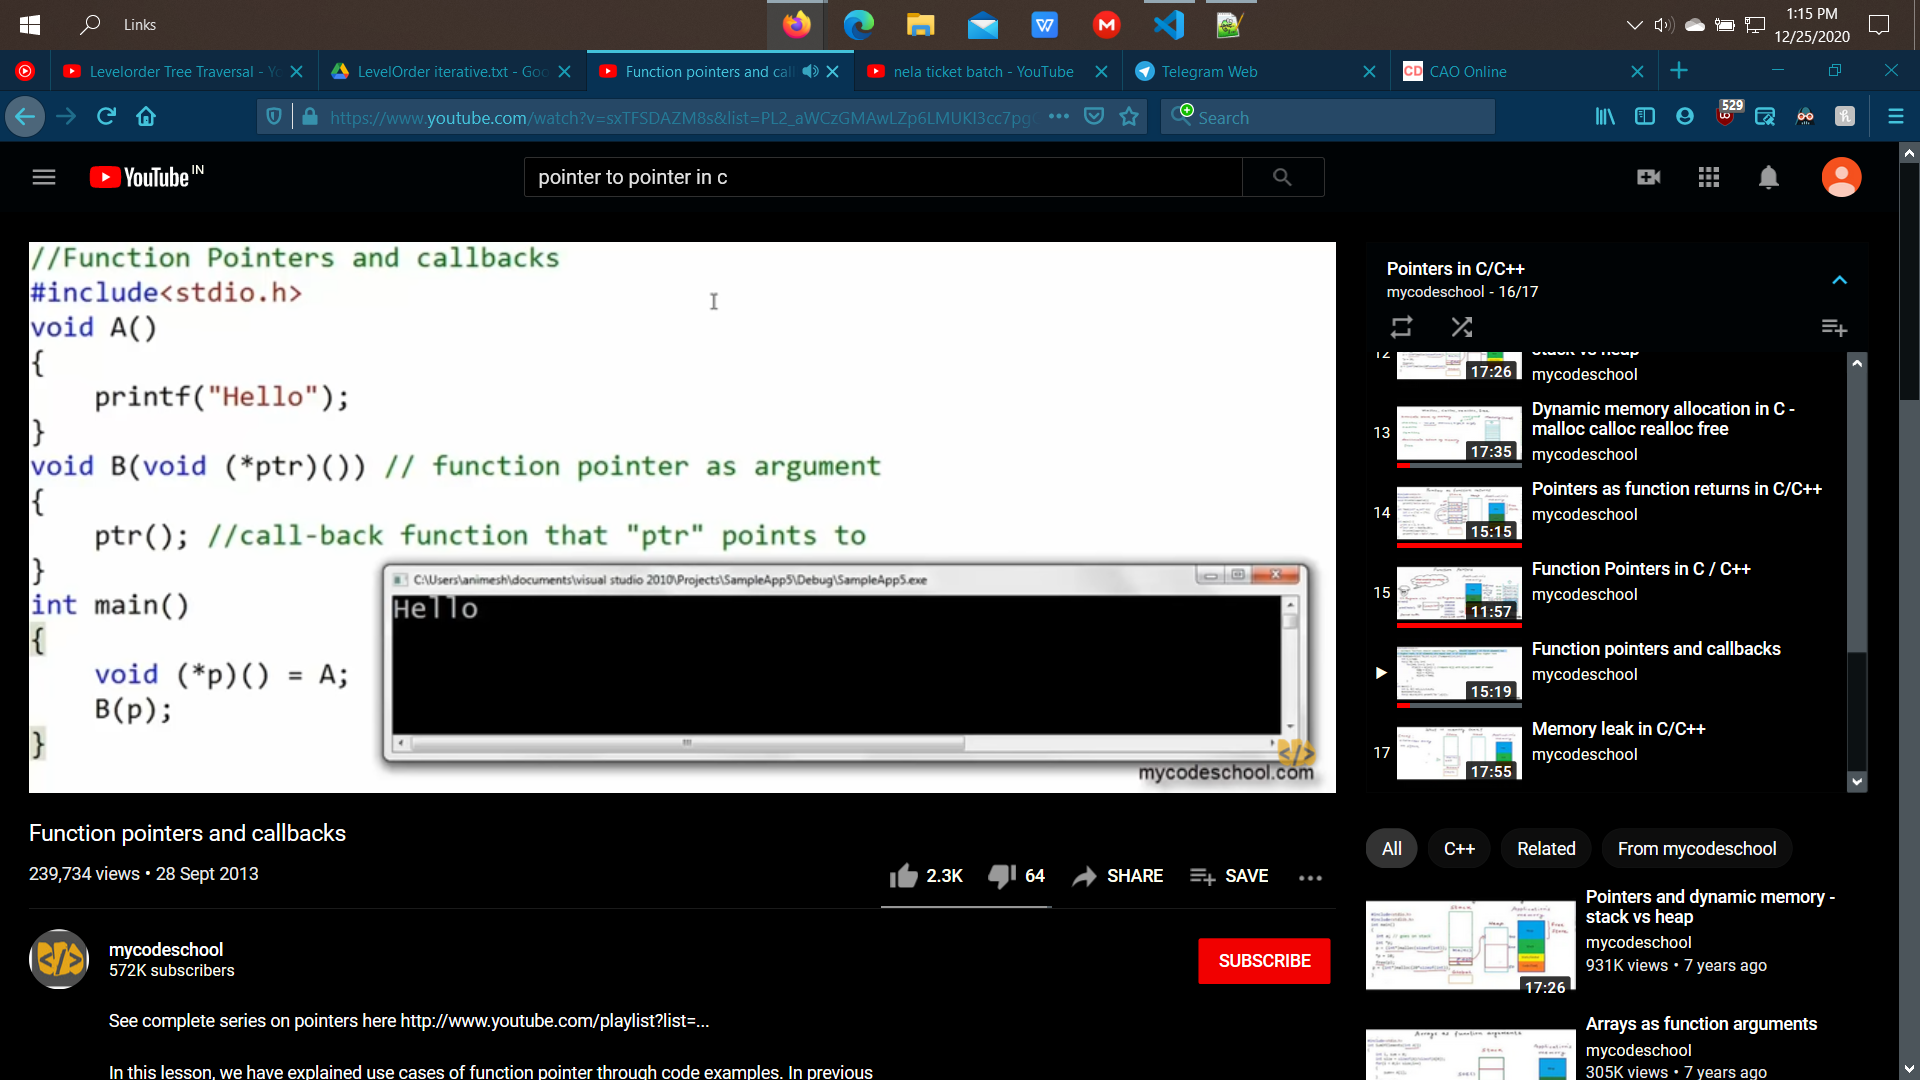 Links
1:15 PM
12/25/2020
Levelorder Tree Traversal - Yo
LevelOrder iterative.txt - Goo
Function pointers and call
nela ticket batch - YouTube
Telegram Web
CD CAO Online
https://www.youtube.com/watch?v=sxTFSDAZM8s&list=PL2_aWCzGMAwLZp6LMUKI3cc7pg
Search
529
YouTube IN
pointer to pointer in c
//Function Pointers and callbacks
#include<stdio.h>
void A()
{
printf("Hello");
}
void B(void (*ptr)()) // function pointer as argument
{
ptr(); //call-back function that "ptr" points to
}
int main()
{
void (*p)() = A;
B(p);
}
C:\Users\animesh\documents\visual studio 2010\Projects\SampleApp5\Debug\SampleApp5.exe
Hello
mycodeschool.com
Pointers in C/C++
mycodeschool - 16/17
12
stack vs heap
17:26
mycodeschool
13
17:35
Dynamic memory allocation in C -
malloc calloc realloc free
mycodeschool
14
15:15
Pointers as function returns in C/C++
mycodeschool
15
11:57
Function Pointers in C / C++
mycodeschool
15:19
Function pointers and callbacks
mycodeschool
17
17:55
Memory leak in C/C++
mycodeschool
Function pointers and callbacks
239,734 views • 28 Sept 2013
2.3K
64
SHARE
SAVE
mycodeschool
572K subscribers
SUBSCRIBE
See complete series on pointers here http://www.youtube.com/playlist?list=...
In this lesson, we have explained use cases of function pointer through code examples. In previous
All
C++
Related
From mycodeschool
17:26
Pointers and dynamic memory -
stack vs heap
mycodeschool
931K views • 7 years ago
Arrays as function arguments
mycodeschool
305K views • 7 years ago